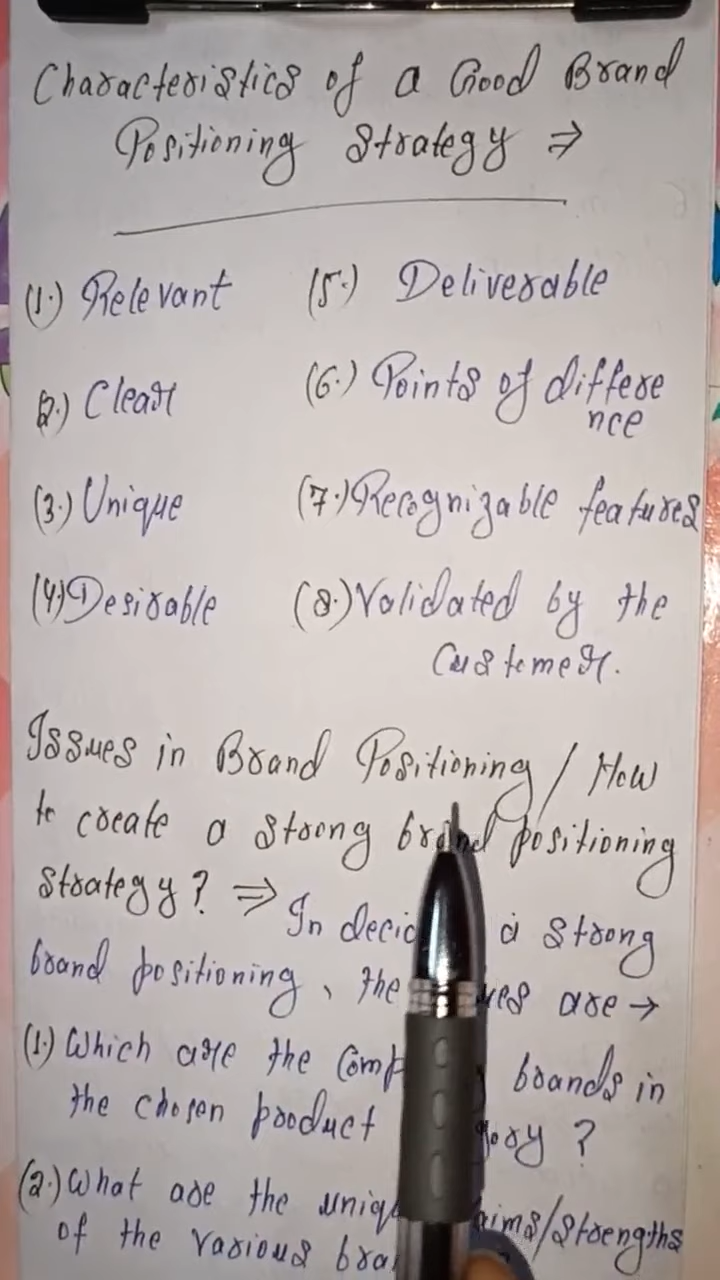 Characteristics of a Good Brand
Positioning Strategy ⇒
(1.) Relevant (5.) Deliverable
(2.) Clear (6.) Points of differe
nce
(3.) Unique (7.) Recognizable features
(4) Desirable (8.) Validated by the
Customer.
Issues in Brand Positioning / How
to create a strong brand positioning
strategy? ⇒ In a strong
brand positioning, the are →
(1.) Which are the brands in
the chosen product ?
(2.) What are the /strengths
of the various